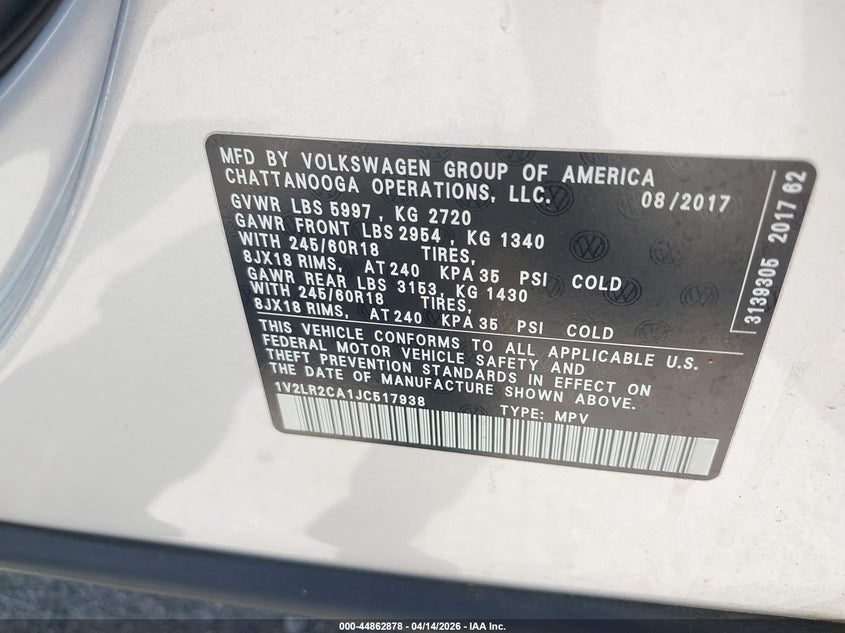 MFD BY VOLKSWAGEN GROUP OF AMERICA
CHATTANOOGA OPERATIONS, LLC. 08/2017
GVWR LBS 5997, KG 2720
GAWR FRONT LBS 2954, KG 1340
WITH 245/60R18 TIRES,
8JX18 RIMS, AT 240 KPA 35 PSI COLD
GAWR REAR LBS 3153, KG 1430
WITH 245/60R18 TIRES,
8JX18 RIMS, AT 240 KPA 35 PSI COLD
THIS VEHICLE CONFORMS TO ALL APPLICABLE U.S.
FEDERAL MOTOR VEHICLE SAFETY AND
THEFT PREVENTION STANDARDS IN EFFECT ON
THE DATE OF MANUFACTURE SHOWN ABOVE.
1V2LR2CA1JC517938 TYPE: MPV
3139305 2017 62
000-44862878 - 04/14/2026 - IAA Inc.